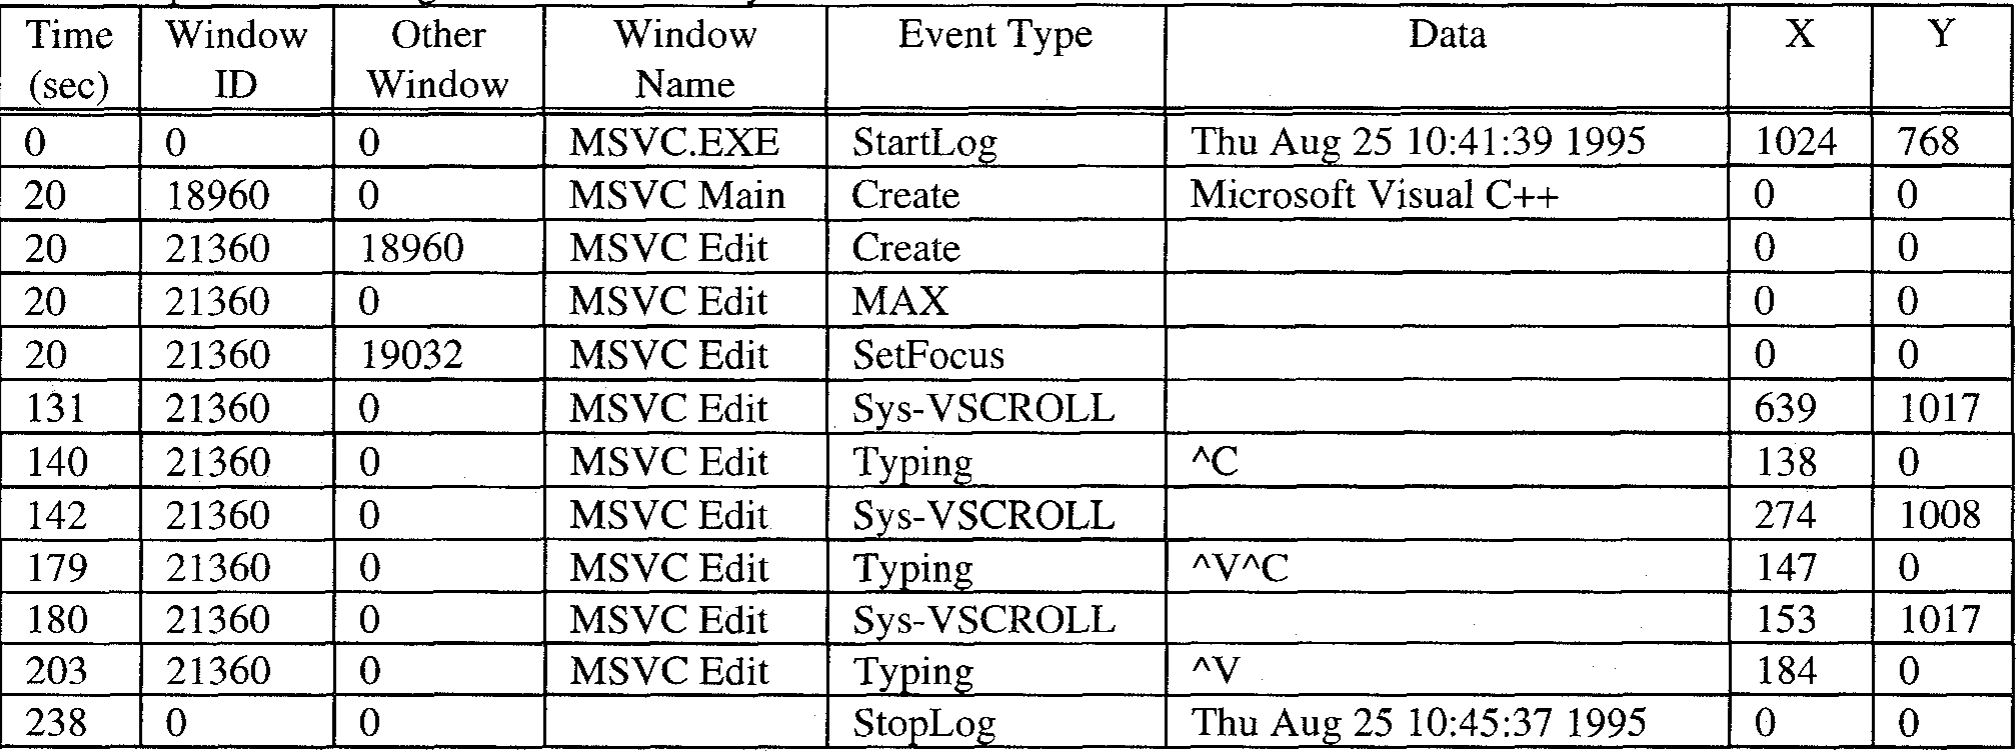 Time (sec) Window ID Other Window Window Name Event Type Data X Y
0 0 0 MSVC.EXE StartLog Thu Aug 25 10:41:39 1995 1024 768
20 18960 0 MSVC Main Create Microsoft Visual C++ 0 0
20 21360 18960 MSVC Edit Create 0 0
20 21360 0 MSVC Edit MAX 0 0
20 21360 19032 MSVC Edit SetFocus 0 0
131 21360 0 MSVC Edit Sys-VSCROLL 639 1017
140 21360 0 MSVC Edit Typing ^C 138 0
142 21360 0 MSVC Edit Sys-VSCROLL 274 1008
179 21360 0 MSVC Edit Typing ^V^C 147 0
180 21360 0 MSVC Edit Sys-VSCROLL 153 1017
203 21360 0 MSVC Edit Typing ^V 184 0
238 0 0 StopLog Thu Aug 25 10:45:37 1995 0 0